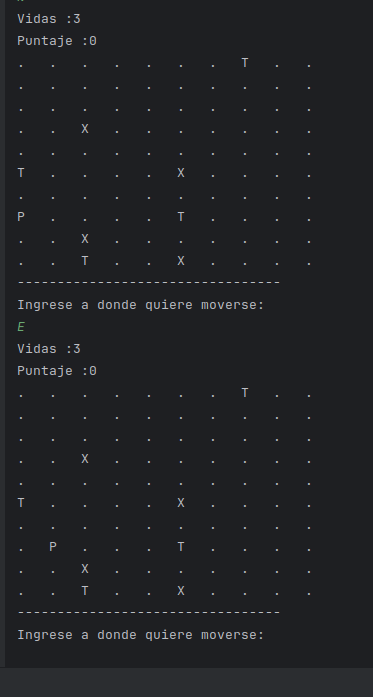 Vidas :3
Puntaje :0
. . . . . . . T . .
. . . . . . . . . .
. . . . . . . . . .
. . X . . . . . . .
. . . . . . . . . .
T . . . . X . . . .
. . . . . . . . . .
P . . . . T . . . .
. . X . . . . . . .
. . T . . X . . . .
---------------------------------
Ingrese a donde quiere moverse:
E
Vidas :3
Puntaje :0
. . . . . . . T . .
. . . . . . . . . .
. . . . . . . . . .
. . X . . . . . . .
. . . . . . . . . .
T . . . . X . . . .
. . . . . . . . . .
. P . . . T . . . .
. . X . . . . . . .
. . T . . X . . . .
---------------------------------
Ingrese a donde quiere moverse: